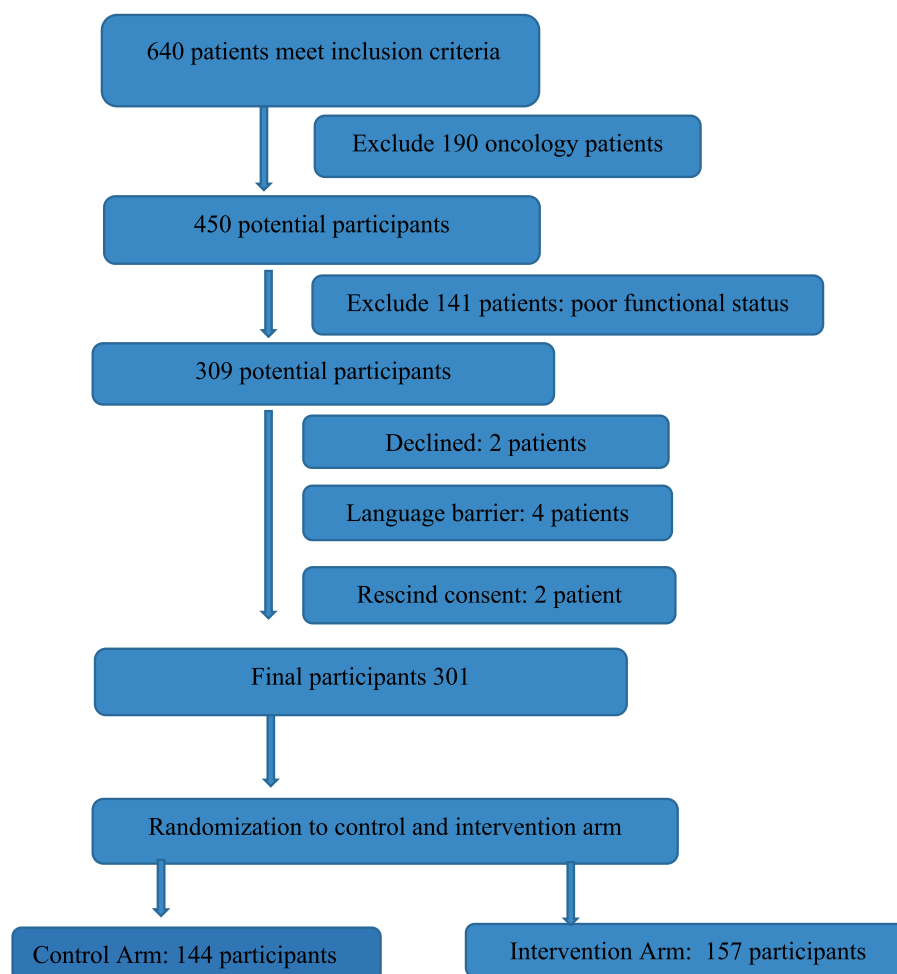 640 patients meet inclusion criteria
Exclude 190 oncology patients
450 potential participants
Exclude 141 patients: poor functional status
309 potential participants
Declined: 2 patients
Language barrier: 4 patients
Rescind consent: 2 patient
Final participants 301
Randomization to control and intervention arm
Control Arm: 144 participants
Intervention Arm: 157 participants